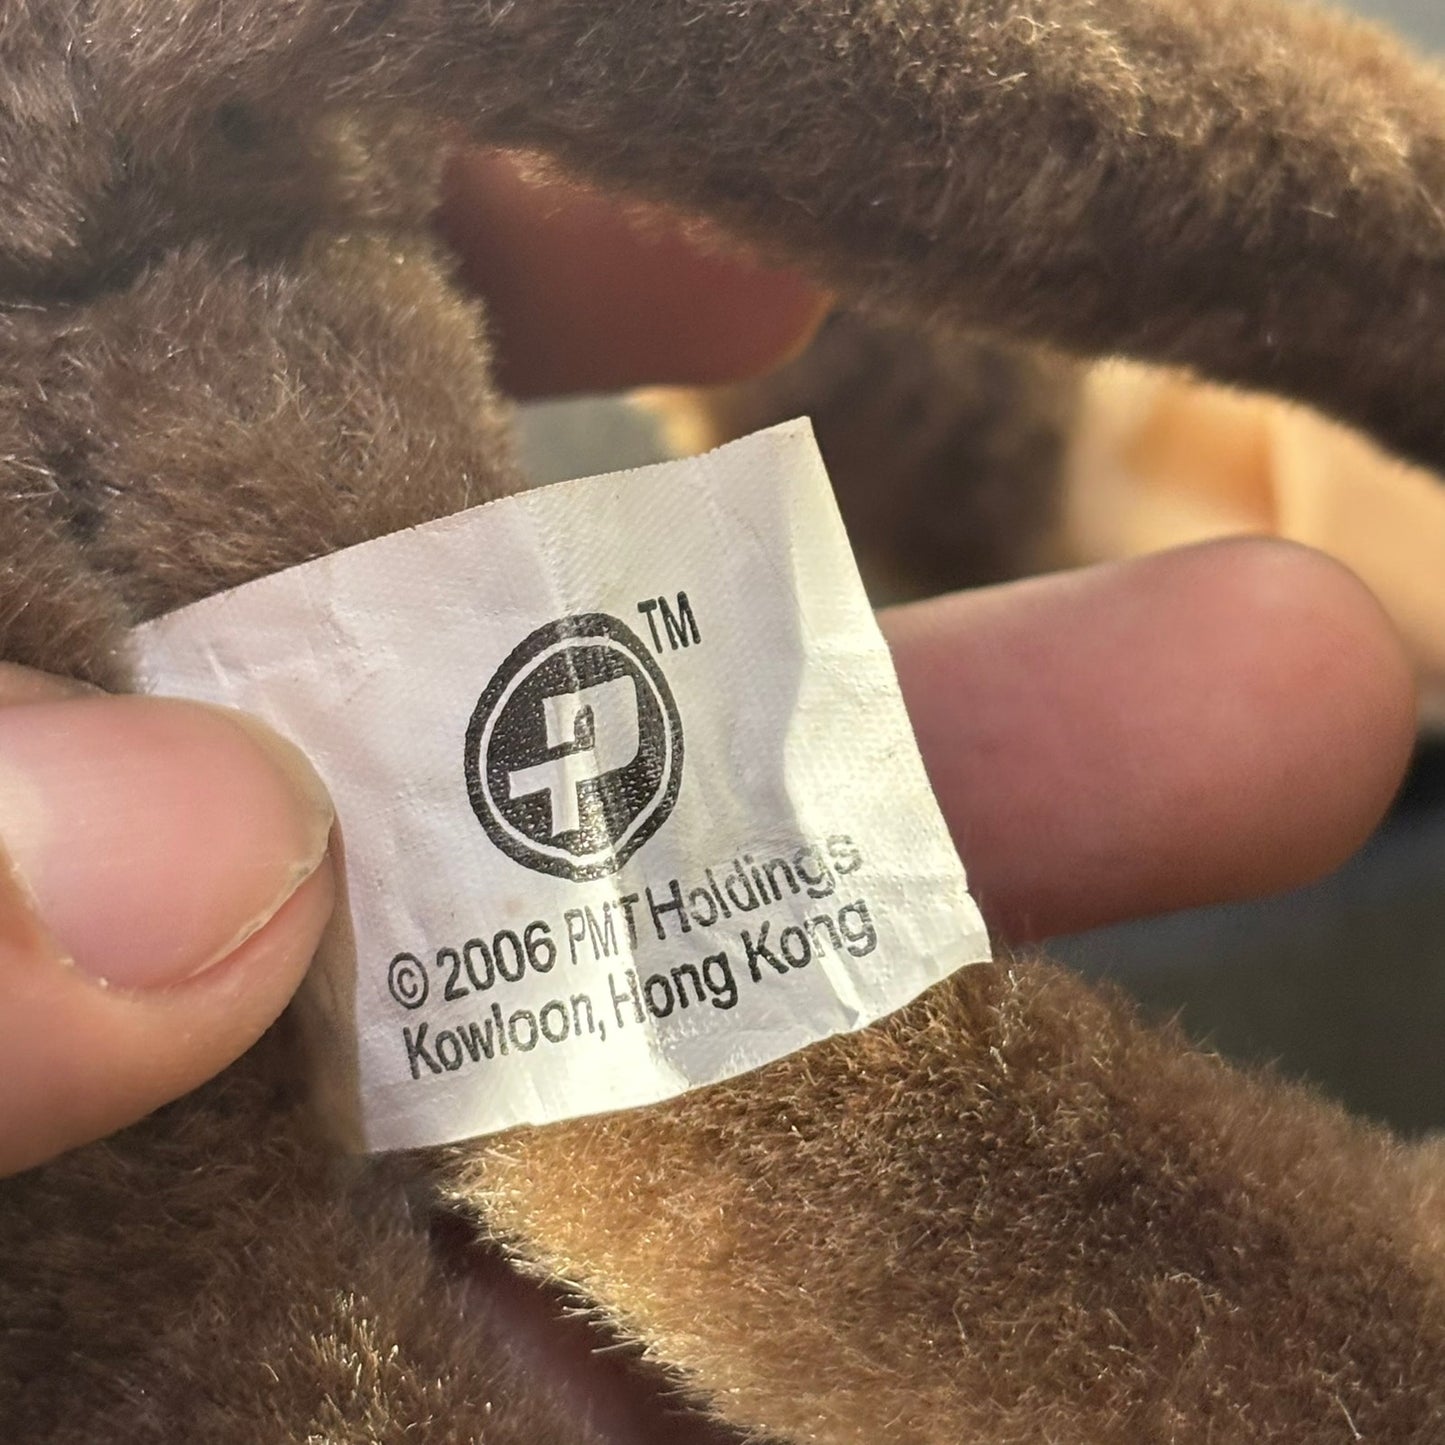 TM
© 2006 PMT Holdings
Kowloon, Hong Kong